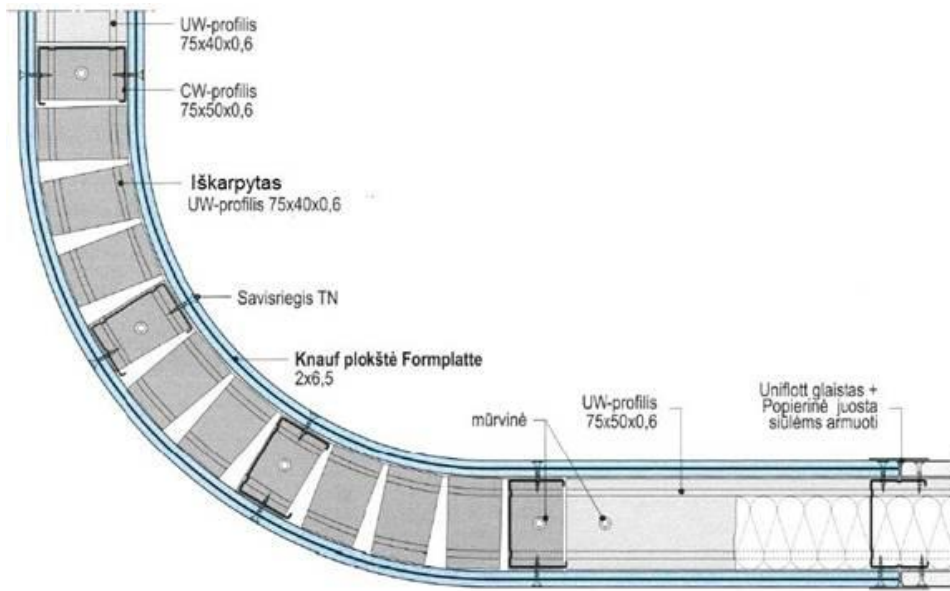 UW-profilis
75x40x0,6
CW-profilis
75x50x0,6
Iškarpytas
UW-profilis 75x40x0,6
Savisriegis TN
Knauf plokštė Formplatte
2x6,5
mūrvinė
UW-profilis
75x50x0,6
Uniflott glaistas +
Popierinė juosta
siūlėms armuoti